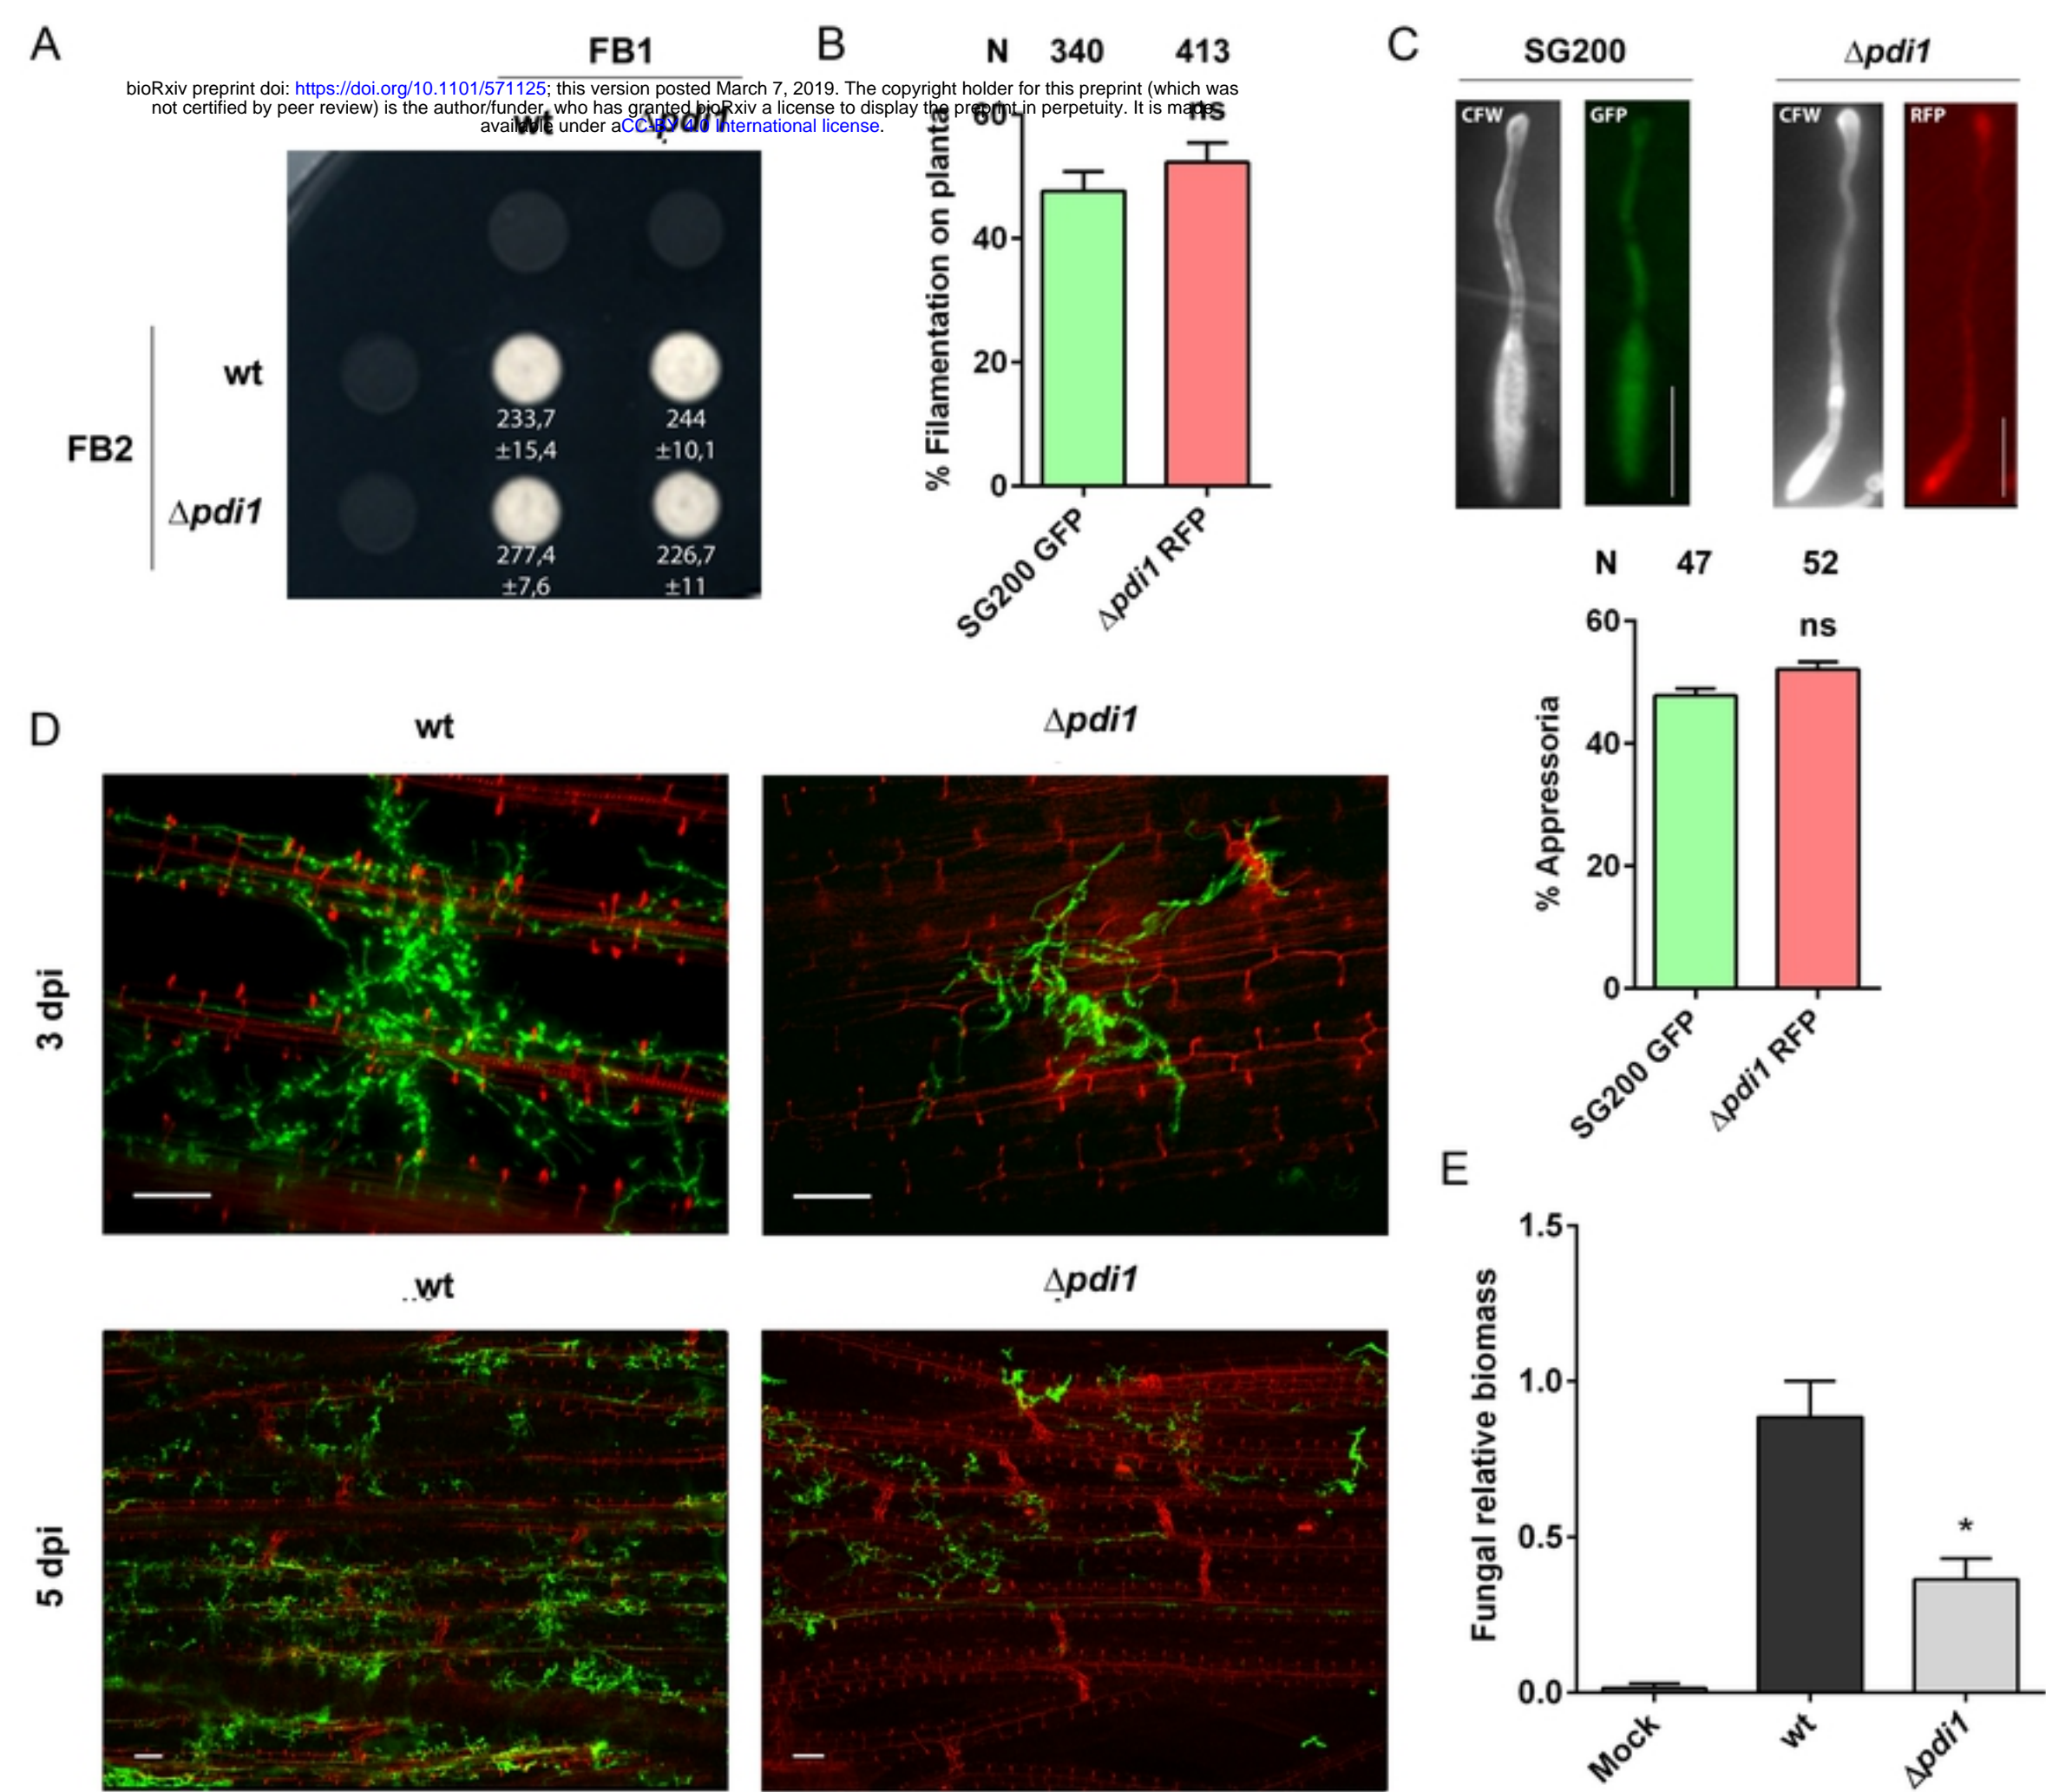 A
FB1
B
N 340 413
C
SG200 Δpdi1
bioRxiv preprint doi: https://doi.org/10.1101/571125; this version posted March 7, 2019. The copyright holder for this preprint (which was
not certified by peer review) is the author/funder, who has granted bioRxiv a license to display the preprint in perpetuity. It is made
available under aCC-BY 4.0 International license.
wt Δpdi1
FB2
wt
233,7 244
±15,4 ±10,1
Δpdi1
277,4 226,7
±7,6 ±11
% Filamentation on planta
60
ns
40
20
0
SG200 GFP
Δpdi1 RFP
CFW GFP CFW RFP
N 47 52
% Appressoria
60
ns
40
20
0
SG200 GFP
Δpdi1 RFP
D
wt Δpdi1
3 dpi
wt Δpdi1
5 dpi
E
Fungal relative biomass
1.5
1.0
0.5
*
0.0
Mock
wt
Δpdi1